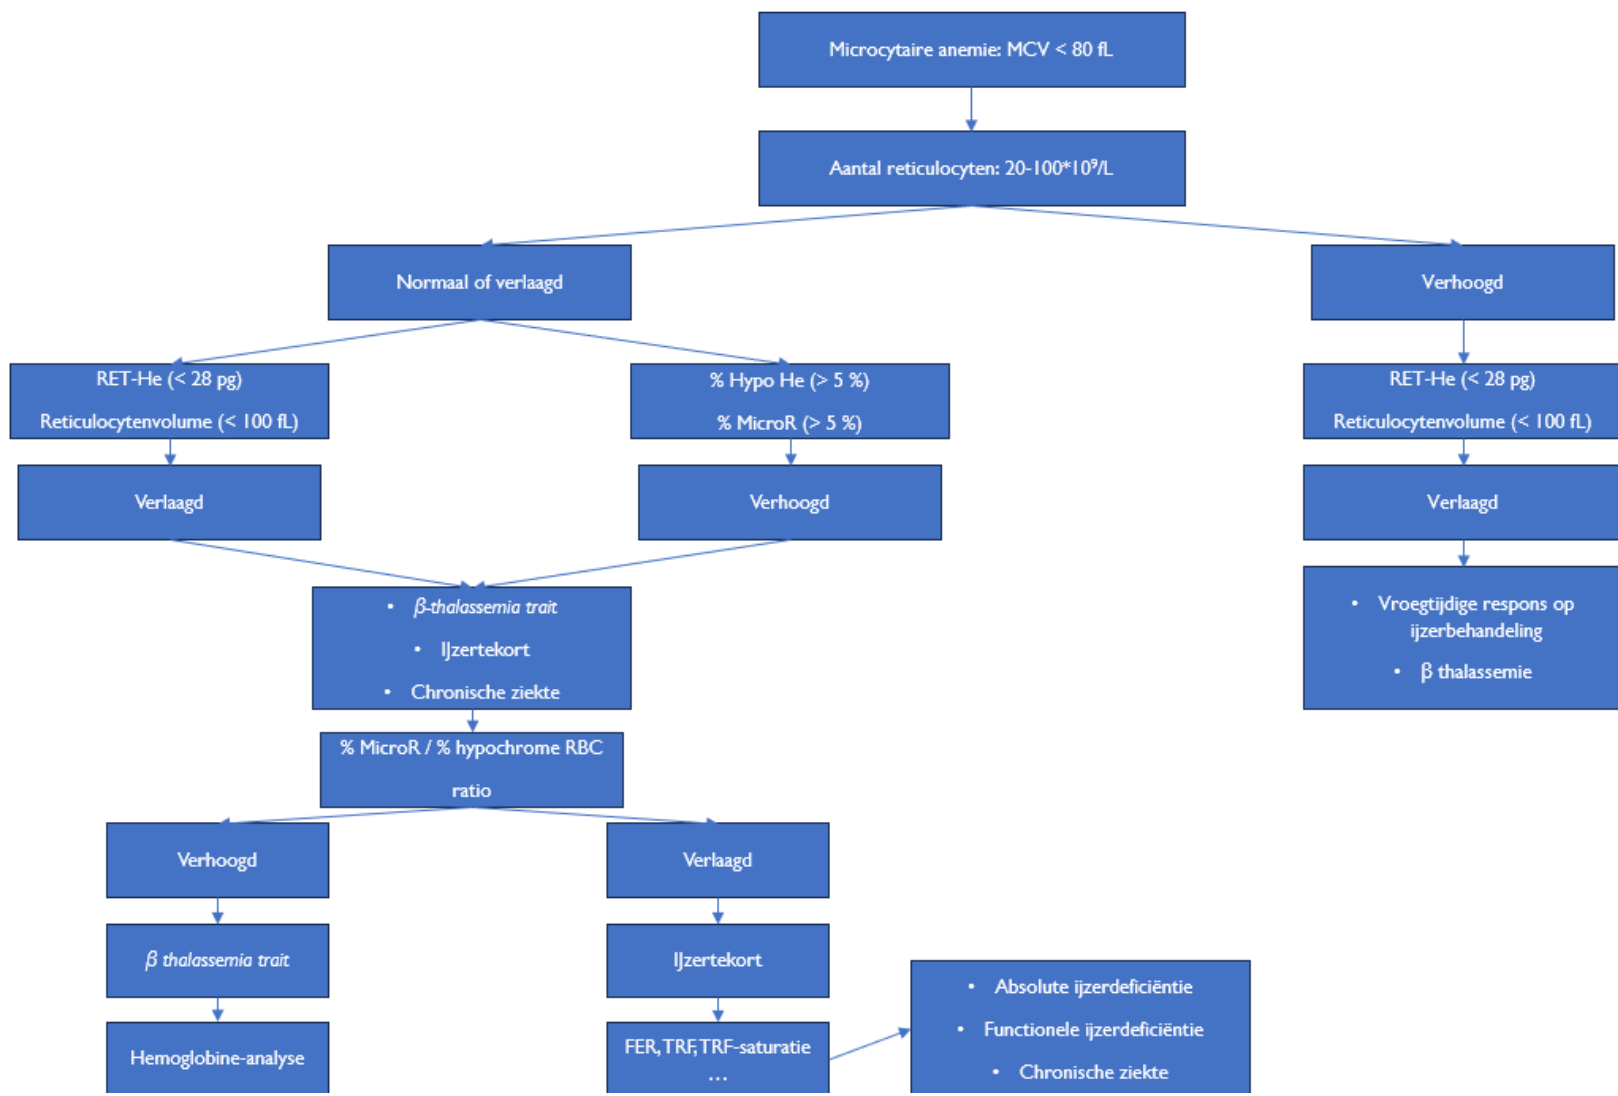 Microcytaire anemie: MCV < 80 fL
Aantal reticulocyten: 20-100*10⁹/L
Normaal of verlaagd
Verhoogd
RET-He (< 28 pg)
Reticulocytenvolume (< 100 fL)
% Hypo He (> 5 %)
% MicroR (> 5 %)
RET-He (< 28 pg)
Reticulocytenvolume (< 100 fL)
Verlaagd
Verhoogd
Verlaagd
• β-thalassemia trait
• IJzertekort
• Chronische ziekte
• Vroegtijdige respons op
ijzerbehandeling
• β thalassemie
% MicroR / % hypochrome RBC
ratio
Verhoogd
Verlaagd
β thalassemia trait
IJzertekort
Hemoglobine-analyse
FER, TRF, TRF-saturatie
...
• Absolute ijzerdeficiëntie
• Functionele ijzerdeficiëntie
• Chronische ziekte